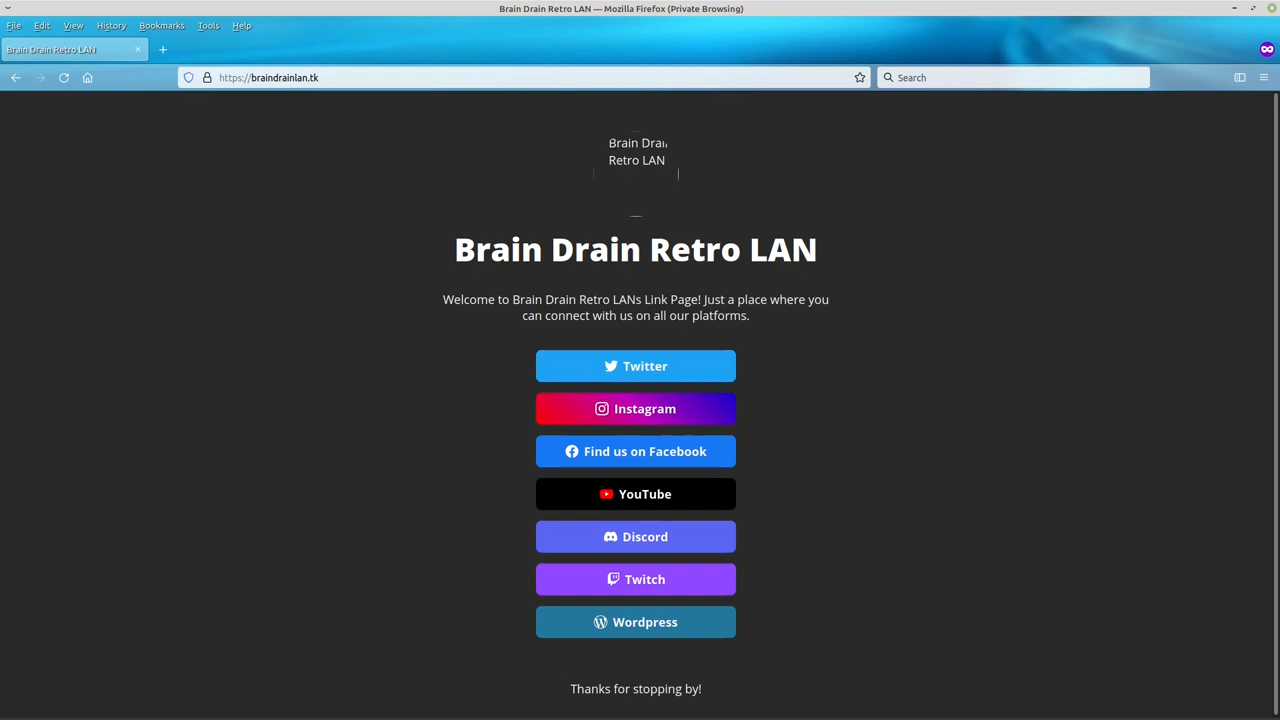 Brain Drain Retro LAN — Mozilla Firefox (Private Browsing)
File Edit View History Bookmarks Tools Help
Brain Drain Retro LAN
https://braindrainlan.tk
Search
Brain Drain
Retro LAN
Brain Drain Retro LAN
Welcome to Brain Drain Retro LANs Link Page! Just a place where you
can connect with us on all our platforms.
Twitter
Instagram
Find us on Facebook
YouTube
Discord
Twitch
Wordpress
Thanks for stopping by!